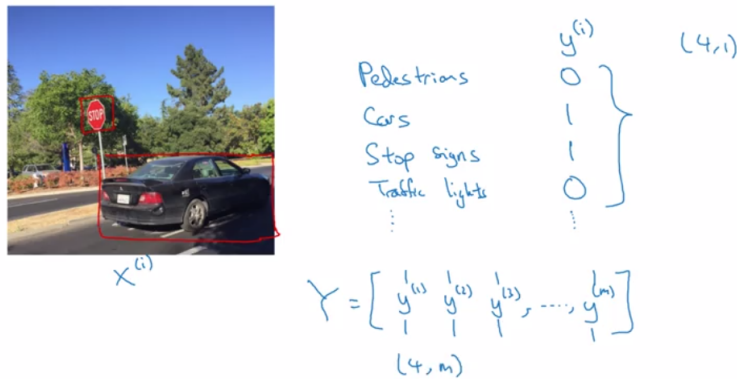 STOP
x^(i)
y^(i) (4,1)
Pedestrians 0
Cars 1
Stop signs 1
Traffic lights 0
⋮ ⋮
Y = [ y^(1) y^(2) y^(3), ...., y^(m) ]
(4, m)